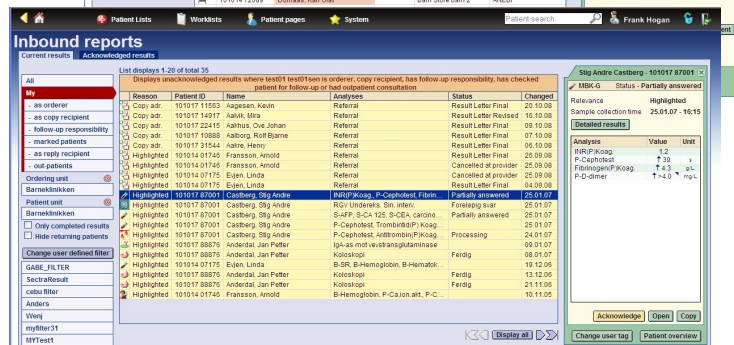 101014 12089 Dumaas, Kari Olai Barn Store barn 2 ANEBI
Patient Lists Worklists Patient pages System Patient-search Frank Hogan
Inbound reports
Current results Acknowledged results
List displays 1-20 of total 35
Displays unacknowledged results where test01 test01sen is orderer, copy recipient, has follow-up responsibility, has checked
patient for follow-up or had outpatient consultation
Reason Patient ID Name Analyses Status Changed
Copy adr. 101017 11563 Aagesen, Kevin Referral Result Letter Final 20.10.08
Copy adr. 101017 14917 Aalvik, Mira Referral Result Letter Revised 16.10.08
Copy adr. 101017 22415 Aakhus, Ove Johan Referral Result Letter Final 09.10.08
Copy adr. 101017 10888 Aalborg, Rolf Bjarne Referral Result Letter Final 07.10.08
Copy adr. 101017 31544 Aakre, Henry Referral Result Letter Final 06.10.08
Highlighted 101014 01746 Fransson, Arnold Referral Result Letter Final 26.09.08
Highlighted 101014 01746 Fransson, Arnold Referral Cancelled at provider 25.09.08
Highlighted 101014 07175 Evjen, Linda Referral Cancelled at provider 25.09.08
Highlighted 101014 07175 Evjen, Linda Referral Result Letter Final 04.09.08
Highlighted 101017 87001 Castberg, Stig Andre INR(P)Koag., P-Cephotest, Fibrin... Partially answered 25.01.07
Highlighted 101017 87001 Castberg, Stig Andre RGV Undereks. Sin. interv. Foreløpig svar 25.01.07
Highlighted 101017 87001 Castberg, Stig Andre S-AFP, S-CA 125, S-CEA, carcino... Partially answered 25.01.07
Highlighted 101017 87001 Castberg, Stig Andre P-Cephotest, Trombintid(P) Koag... 25.01.07
Highlighted 101017 87001 Castberg, Stig Andre P-Cephotest, Antitrombin(P)Koag... Processing 24.01.07
Highlighted 101017 88876 Anderdal, Jan Petter IgA-as mot vevstransglutaminase 09.01.07
Highlighted 101017 88876 Anderdal, Jan Petter Koloskopi Ferdig 08.01.07
Highlighted 101014 07175 Evjen, Linda B-SR, B-Hemoglobin, B-Hematok... 19.12.06
Highlighted 101017 88876 Anderdal, Jan Petter Koloskopi Ferdig 13.12.06
Highlighted 101017 88876 Anderdal, Jan Petter Koloskopi Ferdig 21.11.06
Highlighted 101014 01746 Fransson, Arnold B-Hemoglobin, P-Ca,ion.akt., P-C... 10.11.05
Display all
All
My
- as orderer
- as copy recipient
- follow-up responsibility
- marked patients
- as reply recipient
- out-patients
Ordering unit
Barneklinikken
Patient unit
Barneklinikken
Only completed results
Hide returning patients
Change user defined filter
GABE_FILTER
SectraResult
cebu filter
Anders
Wenj
myfilter31
MYTest1
Stig Andre Castberg - 101017 87001
MBK-G Status - Partially answered
Relevance Highlighted
Sample collection time 25.01.07 - 16:15
Detailed results
Analysis Value Unit
INR(P)Koag. 1.2
P-Cephotest 39 s
Fibrinogen(P)Koag. 4.3 g/L
P-D-dimer >4.0 mg/L
Acknowledge Open Copy
Change user tag Patient overview